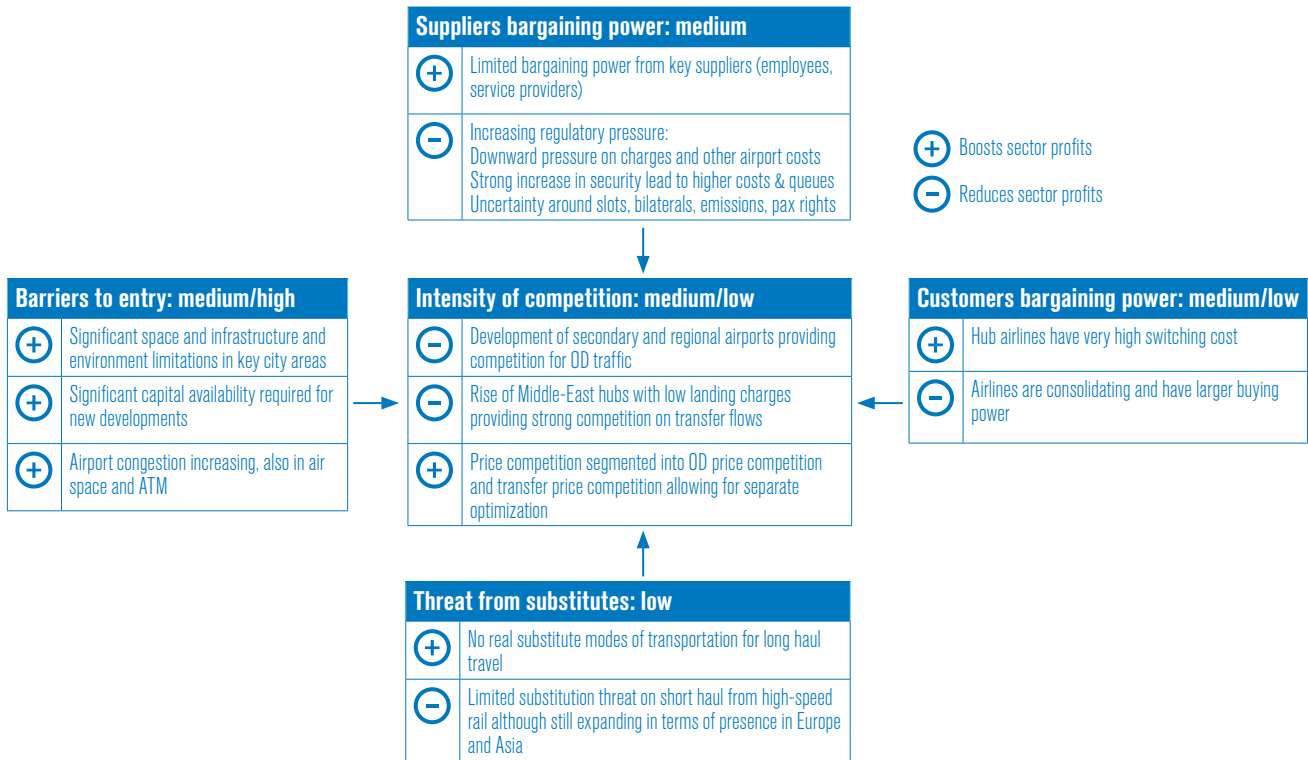 Suppliers bargaining power: medium
+
Limited bargaining power from key suppliers (employees,
service providers)
-
Increasing regulatory pressure:
Downward pressure on charges and other airport costs
Strong increase in security lead to higher costs & queues
Uncertainty around slots, bilaterals, emissions, pax rights
+
Boosts sector profits
-
Reduces sector profits
Barriers to entry: medium/high
+
Significant space and infrastructure and
environment limitations in key city areas
+
Significant capital availability required for
new developments
+
Airport congestion increasing, also in air
space and ATM
Intensity of competition: medium/low
-
Development of secondary and regional airports providing
competition for OD traffic
-
Rise of Middle-East hubs with low landing charges
providing strong competition on transfer flows
+
Price competition segmented into OD price competition
and transfer price competition allowing for separate
optimization
Customers bargaining power: medium/low
+
Hub airlines have very high switching cost
-
Airlines are consolidating and have larger buying
power
Threat from substitutes: low
+
No real substitute modes of transportation for long haul
travel
-
Limited substitution threat on short haul from high-speed
rail although still expanding in terms of presence in Europe
and Asia